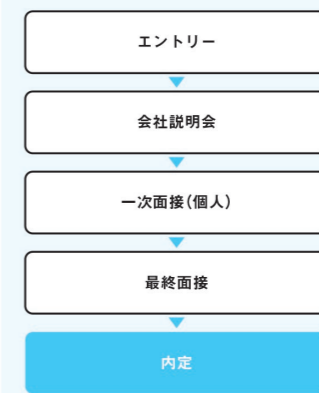 エントリー
会社説明会
一次面接(個人)
最終面接
内定